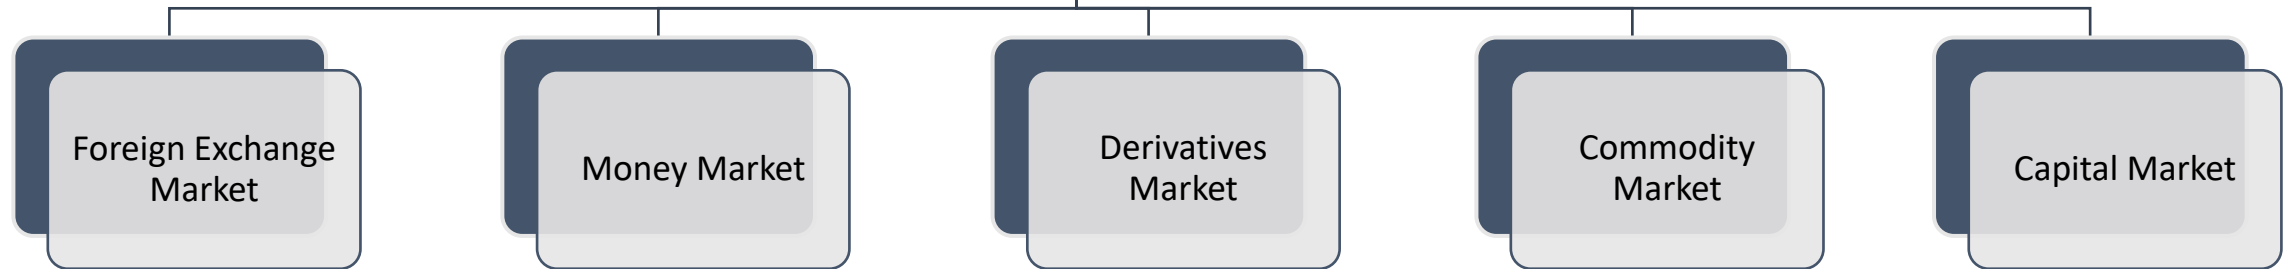 Foreign Exchange
Market
Money Market
Derivatives
Market
Commodity
Market
Capital Market